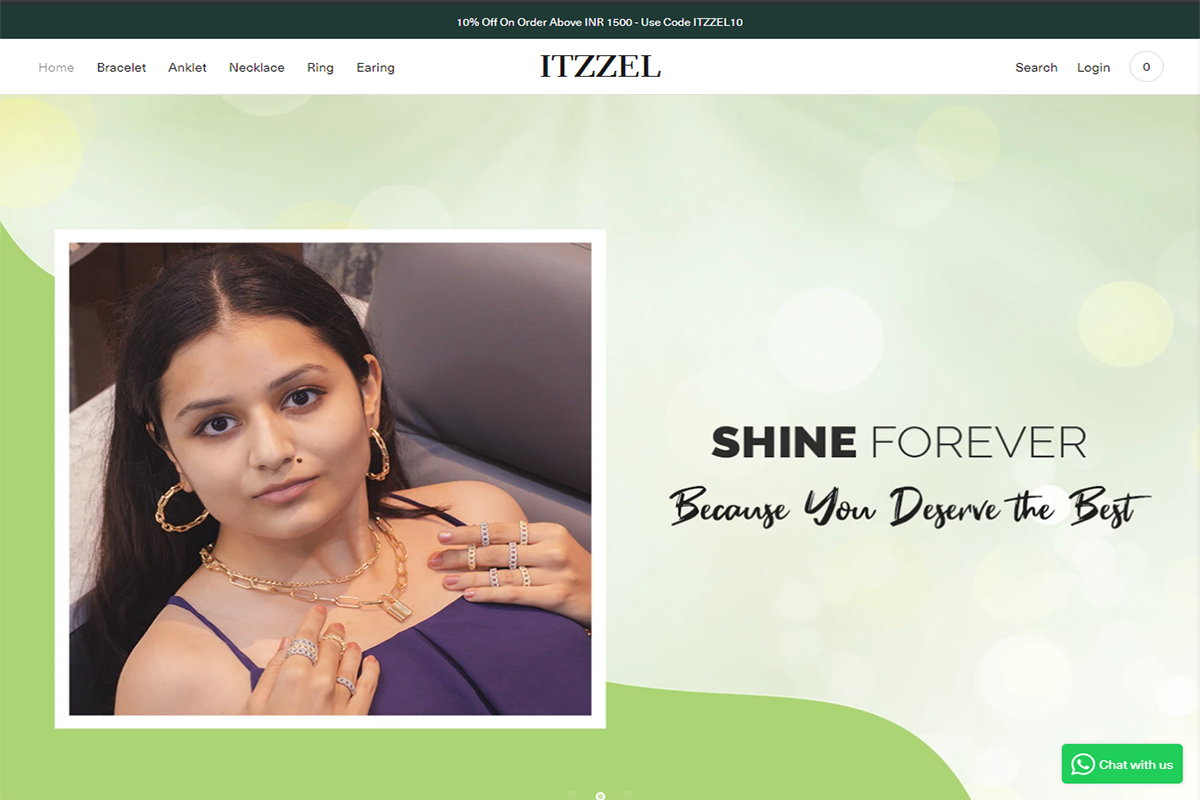 10% Off On Order Above INR 1500 - Use Code ITZZEL10
Home Bracelet Anklet Necklace Ring Earing
ITZZEL
Search Login 0
SHINE FOREVER
Because You Deserve the Best
Chat with us